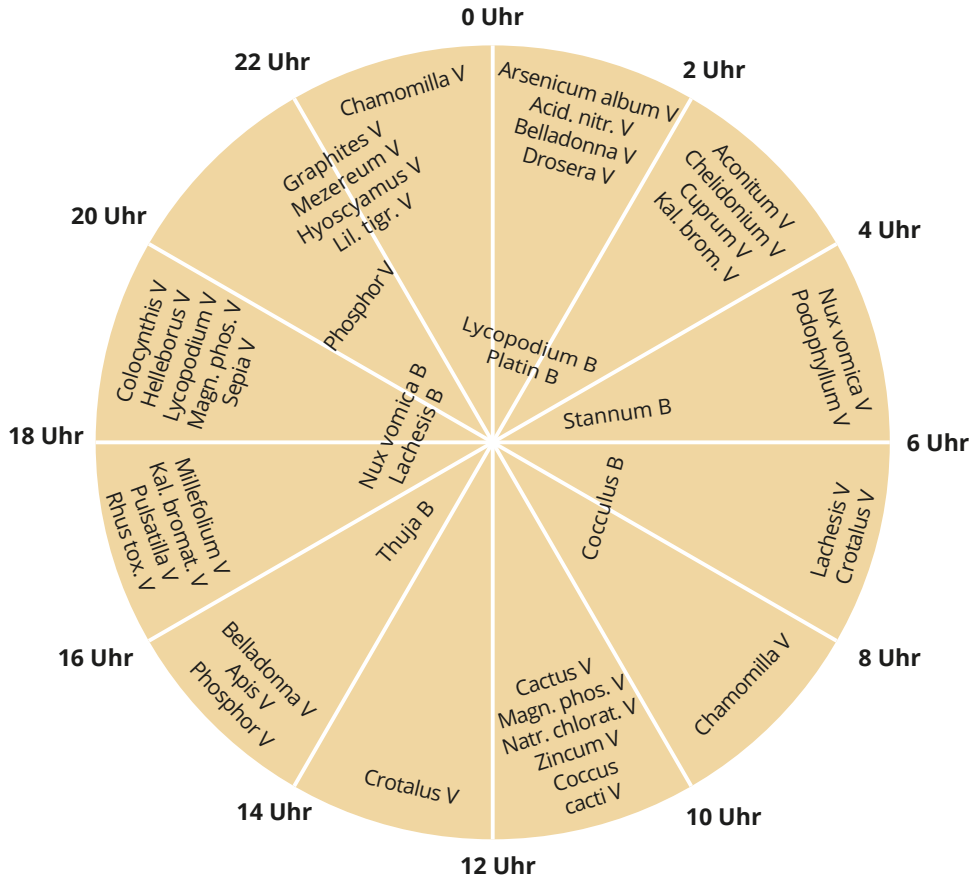 0 Uhr
2 Uhr
4 Uhr
6 Uhr
8 Uhr
10 Uhr
12 Uhr
14 Uhr
16 Uhr
18 Uhr
20 Uhr
22 Uhr
Arsenicum album V
Acid. nitr. V
Belladonna V
Drosera V
Aconitum V
Chelidonium V
Cuprum V
Kal. brom. V
Nux vomica V
Podophyllum V
Lachesis V
Crotalus V
Chamomilla V
Cactus V
Magn. phos. V
Natr. chlorat. V
Zincum V
Coccus
cacti V
Crotalus V
Belladonna V
Apis V
Phosphor V
Millefolium V
Kal. bromat. V
Pulsatilla V
Rhus tox. V
Colocynthis V
Helleborus V
Lycopodium V
Magn. phos. V
Sepia V
Chamomilla V
Graphites V
Mezereum V
Hyoscyamus V
Lil. tigr. V
Phosphor V
Lycopodium B
Platin B
Stannum B
Cocculus B
Thuja B
Nux vomica B
Lachesis B